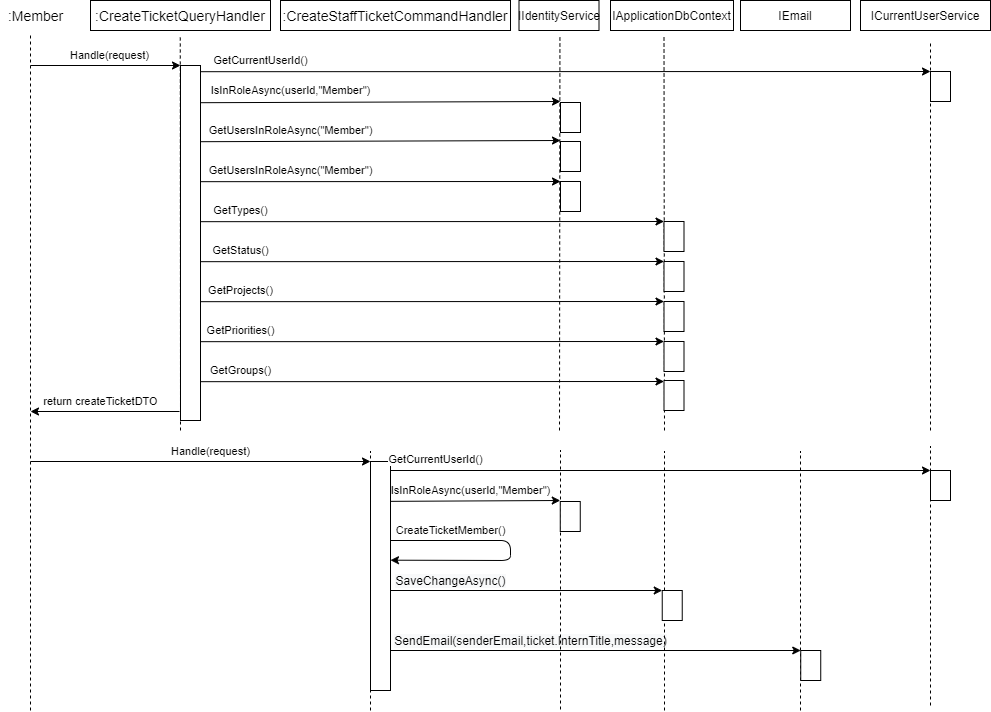 :Member
:CreateTicketQueryHandler
:CreateStaffTicketCommandHandler
IIdentityService
IApplicationDbContext
IEmail
ICurrentUserService
Handle(request)
GetCurrentUserId()
IsInRoleAsync(userId,"Member")
GetUsersInRoleAsync("Member")
GetUsersInRoleAsync("Member")
GetTypes()
GetStatus()
GetProjects()
GetPriorities()
GetGroups()
return createTicketDTO
Handle(request)
GetCurrentUserId()
IsInRoleAsync(userId,"Member")
CreateTicketMember()
SaveChangeAsync()
SendEmail(senderEmail,ticket.InternTitle,message)